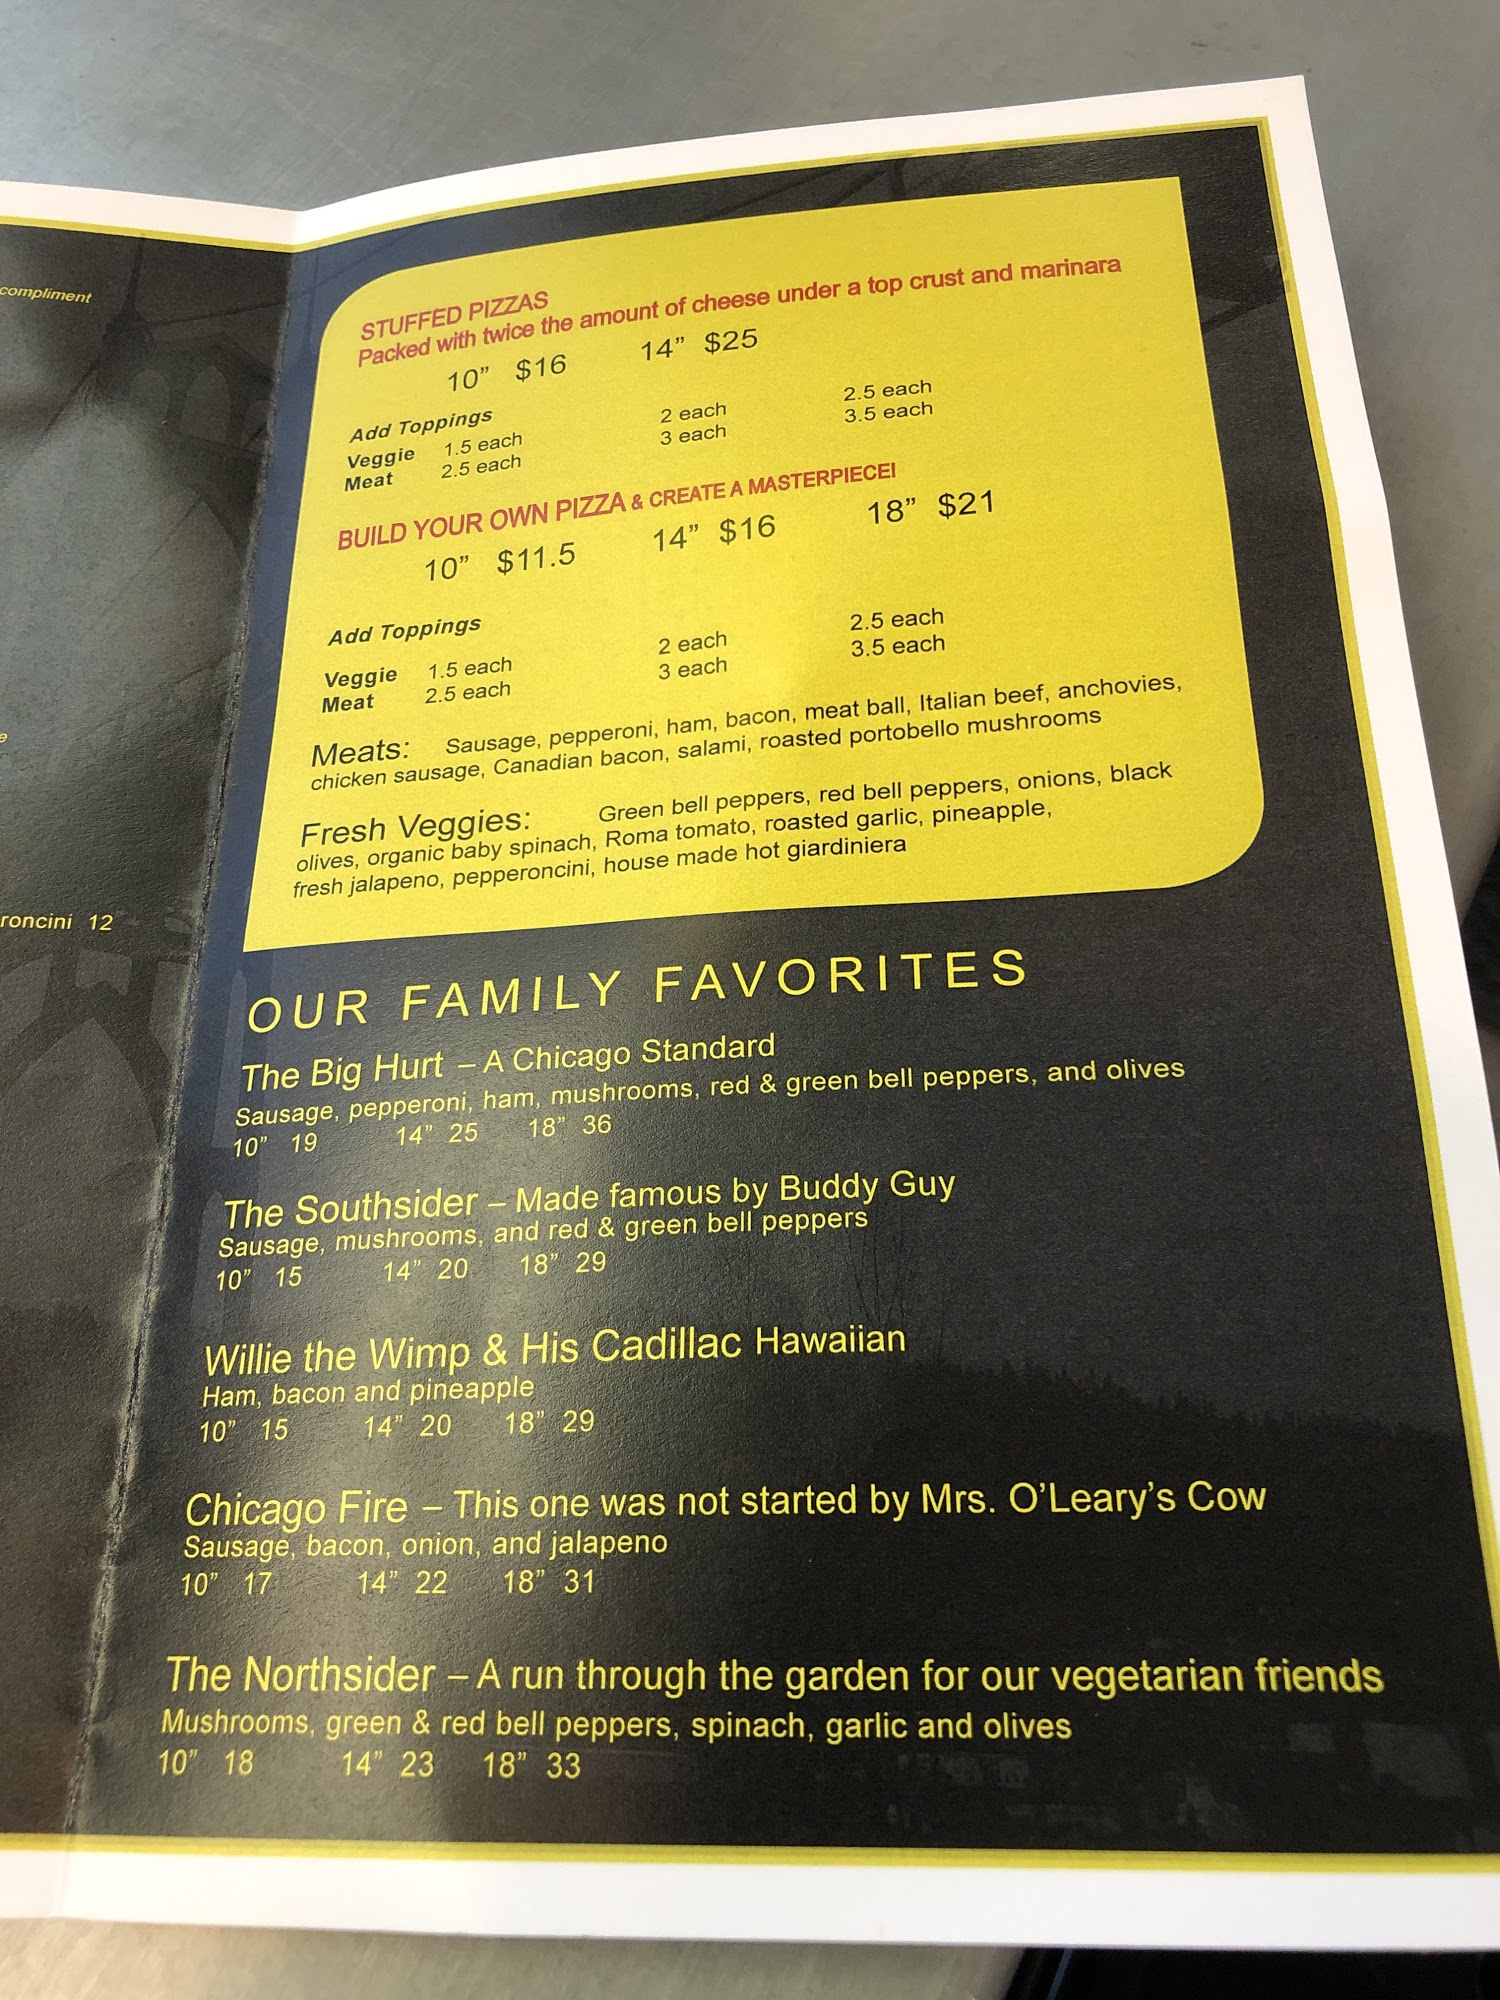 compliment
e
roncini 12
STUFFED PIZZAS
Packed with twice the amount of cheese under a top crust and marinara
10” $16 14” $25
Add Toppings
Veggie 1.5 each 2 each 2.5 each
Meat 2.5 each 3 each 3.5 each
BUILD YOUR OWN PIZZA & CREATE A MASTERPIECE!
10” $11.5 14” $16 18” $21
Add Toppings
Veggie 1.5 each 2 each 2.5 each
Meat 2.5 each 3 each 3.5 each
Meats: Sausage, pepperoni, ham, bacon, meat ball, Italian beef, anchovies,
chicken sausage, Canadian bacon, salami, roasted portobello mushrooms
Fresh Veggies: Green bell peppers, red bell peppers, onions, black
olives, organic baby spinach, Roma tomato, roasted garlic, pineapple,
fresh jalapeno, pepperoncini, house made hot giardiniera
OUR FAMILY FAVORITES
The Big Hurt – A Chicago Standard
Sausage, pepperoni, ham, mushrooms, red & green bell peppers, and olives
10” 19 14” 25 18” 36
The Southsider – Made famous by Buddy Guy
Sausage, mushrooms, and red & green bell peppers
10” 15 14” 20 18” 29
Willie the Wimp & His Cadillac Hawaiian
Ham, bacon and pineapple
10” 15 14” 20 18” 29
Chicago Fire – This one was not started by Mrs. O’Leary’s Cow
Sausage, bacon, onion, and jalapeno
10” 17 14” 22 18” 31
The Northsider – A run through the garden for our vegetarian friends
Mushrooms, green & red bell peppers, spinach, garlic and olives
10” 18 14” 23 18” 33